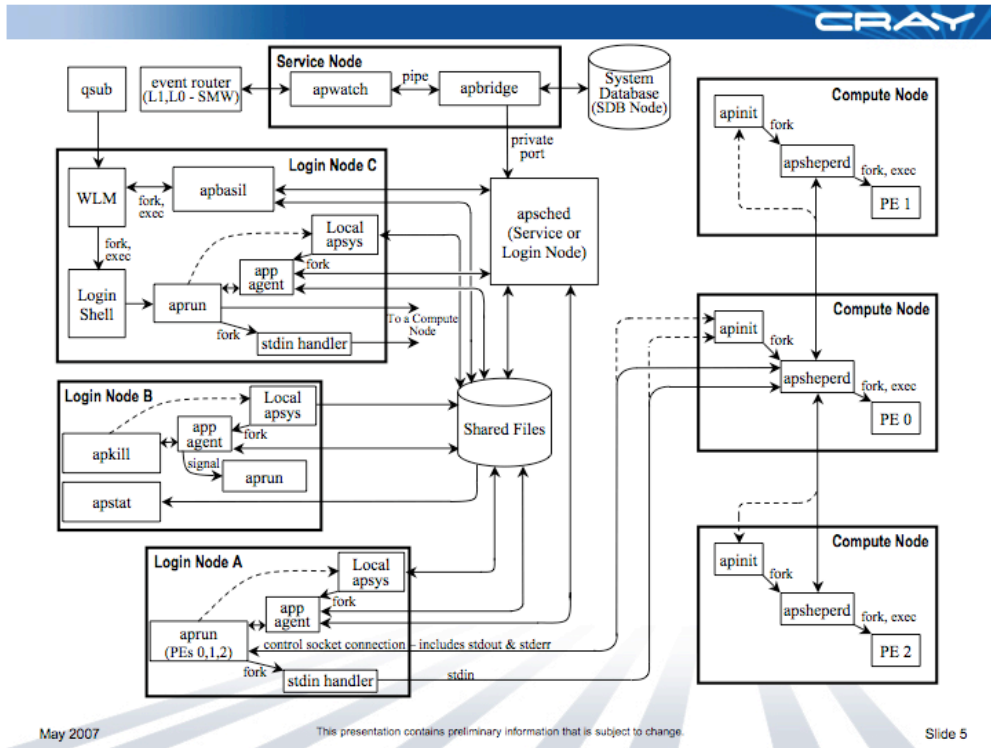 CRAY
Service Node
qsub
event router
(L1,L0 - SMW)
apwatch
pipe
apbridge
System
Database
(SDB Node)
private
port
Login Node C
WLM
fork,
exec
apbasil
fork,
exec
Login
Shell
aprun
Local
apsys
fork
app
agent
fork
stdin handler
To a Compute
Node
apsched
(Service or
Login Node)
Login Node B
Local
apsys
fork
apkill
app
agent
signal
aprun
apstat
Shared Files
Login Node A
Local
apsys
fork
app
agent
aprun
(PEs 0,1,2)
control socket connection – includes stdout & stderr
fork
stdin handler
stdin
Compute Node
apinit
fork
apsheperd
fork, exec
PE 1
Compute Node
apinit
fork
apsheperd
fork, exec
PE 0
Compute Node
apinit
fork
apsheperd
fork, exec
PE 2
May 2007
This presentation contains preliminary information that is subject to change.
Slide 5